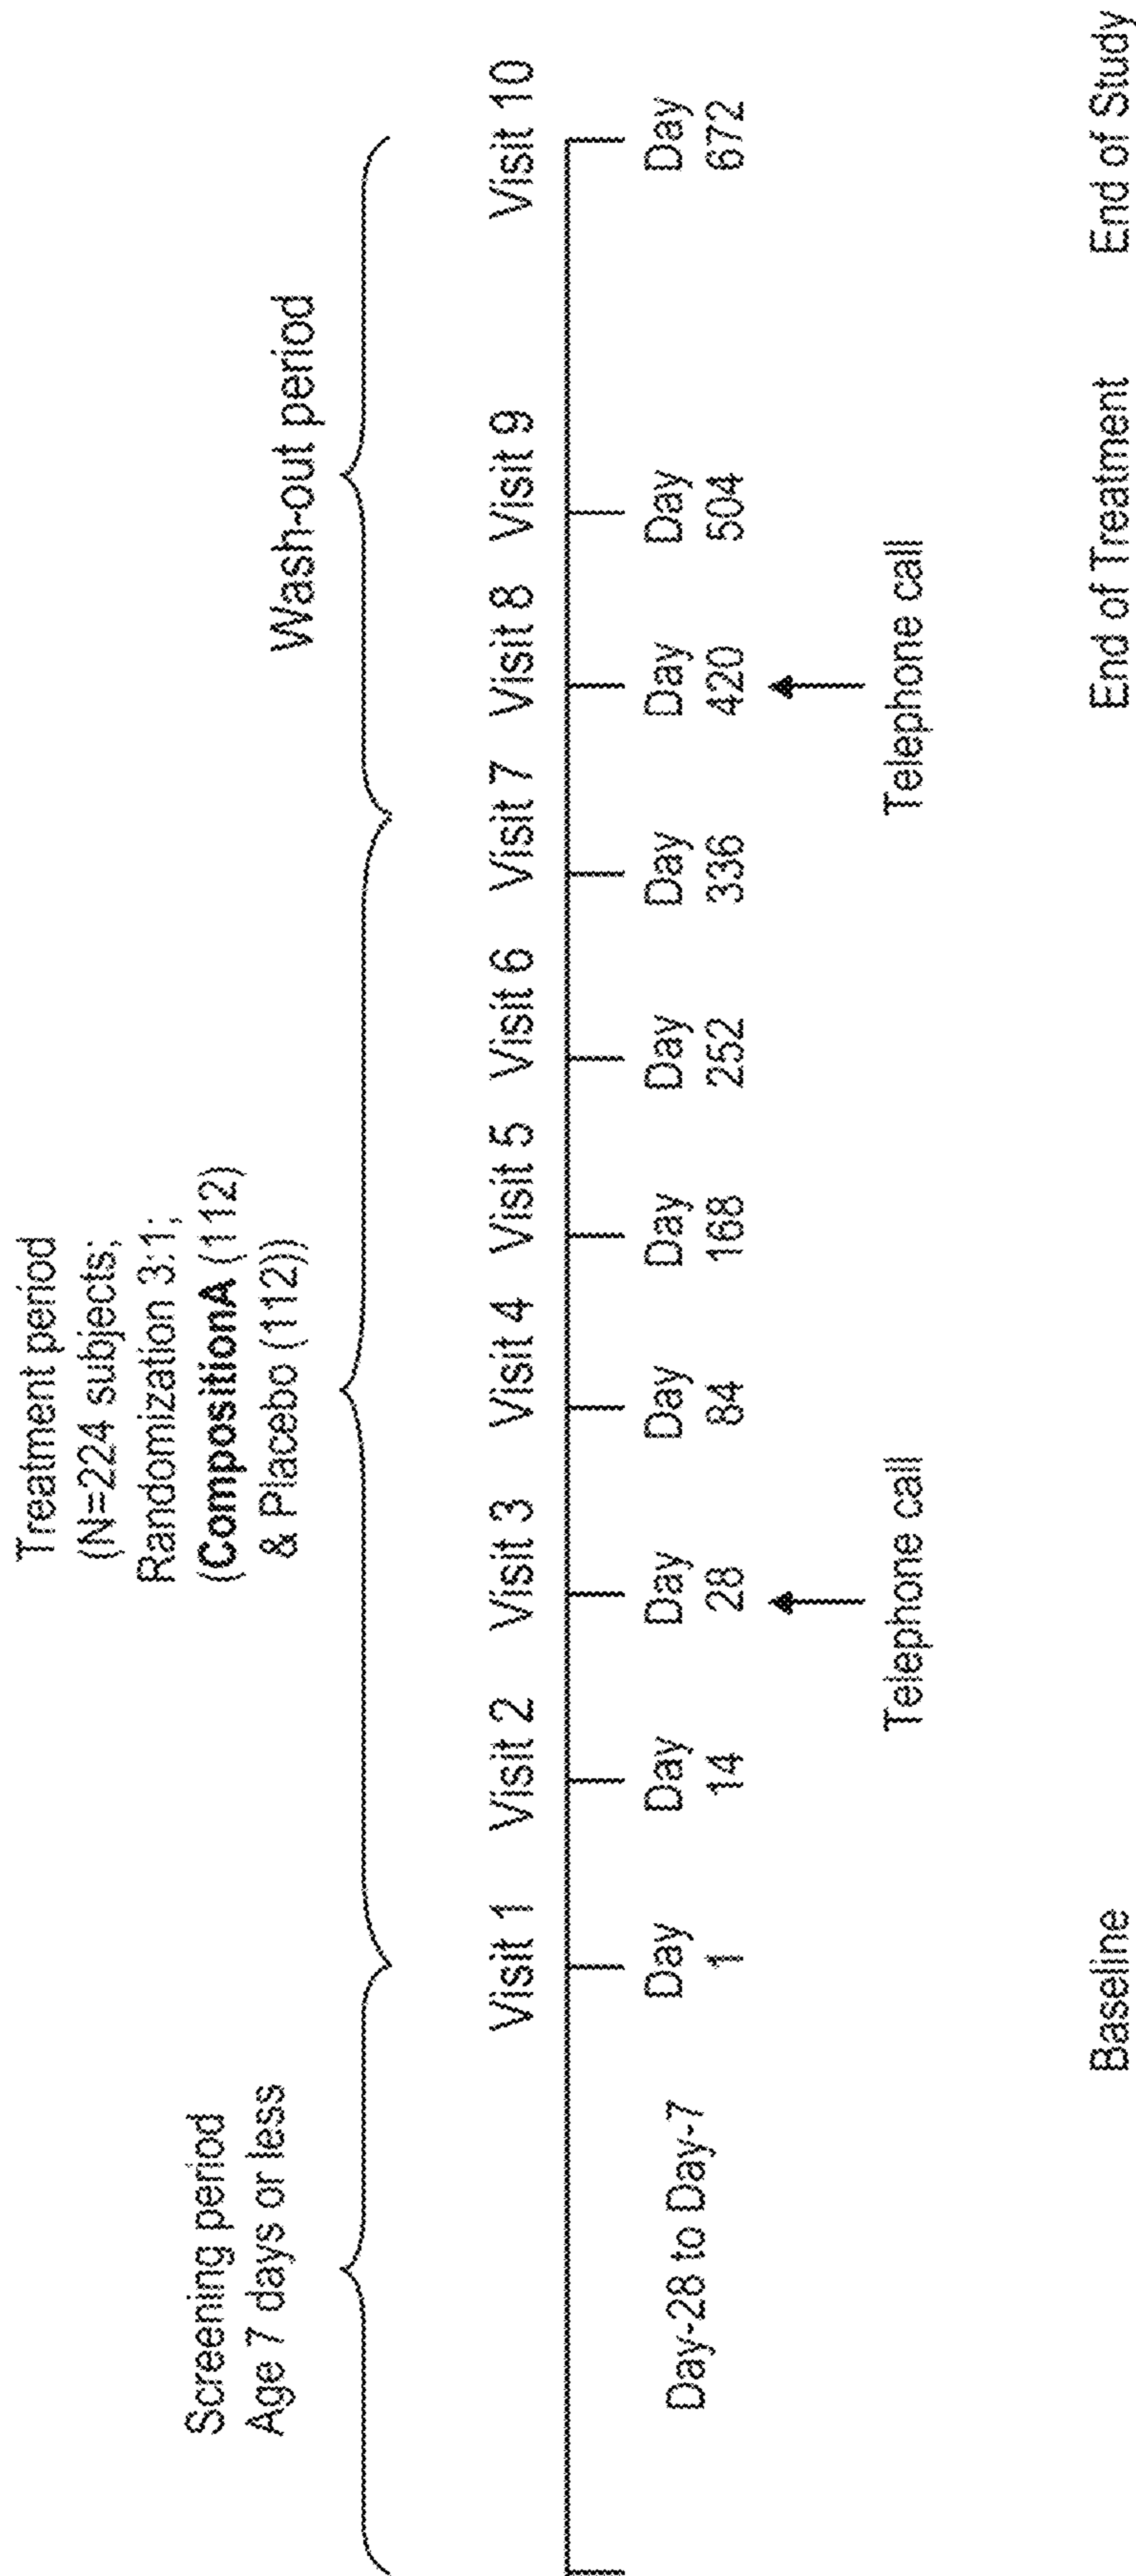 Treatment period
(N=224 subjects;
Randomization 3:1;
(CompositionA (112)
& Placebo (112))
Screening period
Age 7 days or less
Wash-out period
Visit 1 Visit 2 Visit 3 Visit 4 Visit 5 Visit 6 Visit 7 Visit 8 Visit 9 Visit 10
Day-28 to Day-7
Day Day Day Day Day Day Day Day Day Day
1 14 28 84 168 252 336 420 504 672
Telephone call Telephone call
Baseline End of Treatment End of Study